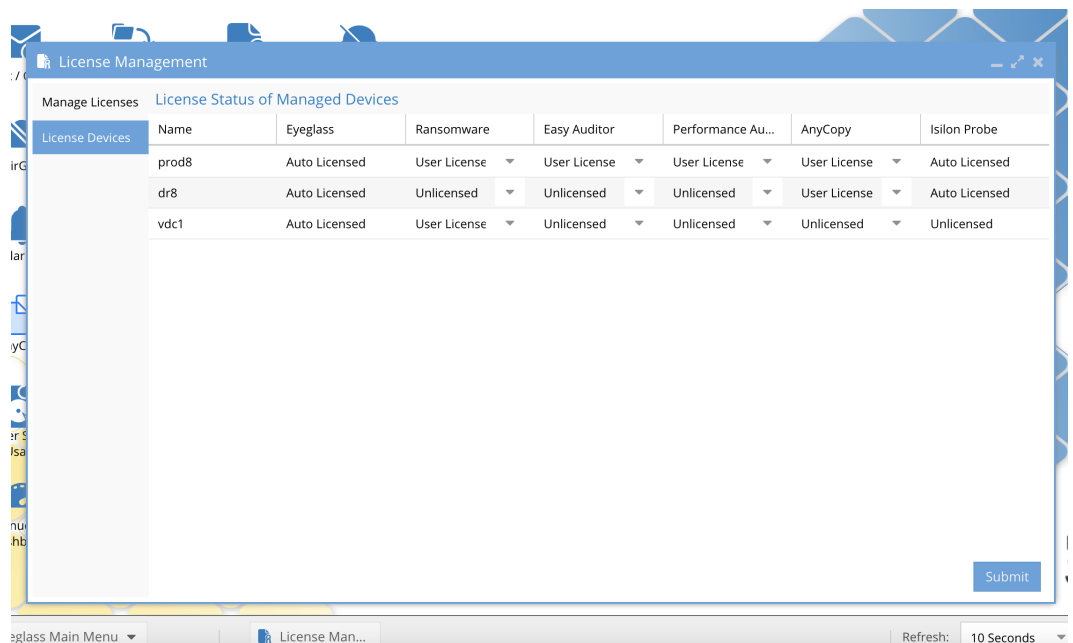 License Management
Manage Licenses
License Devices
License Status of Managed Devices
Name Eyeglass Ransomware Easy Auditor Performance Au... AnyCopy Isilon Probe
prod8 Auto Licensed User License User License User License User License Auto Licensed
dr8 Auto Licensed Unlicensed Unlicensed Unlicensed User License Auto Licensed
vdc1 Auto Licensed User License Unlicensed Unlicensed Unlicensed Unlicensed
Submit
eglass Main Menu License Man... Refresh: 10 Seconds